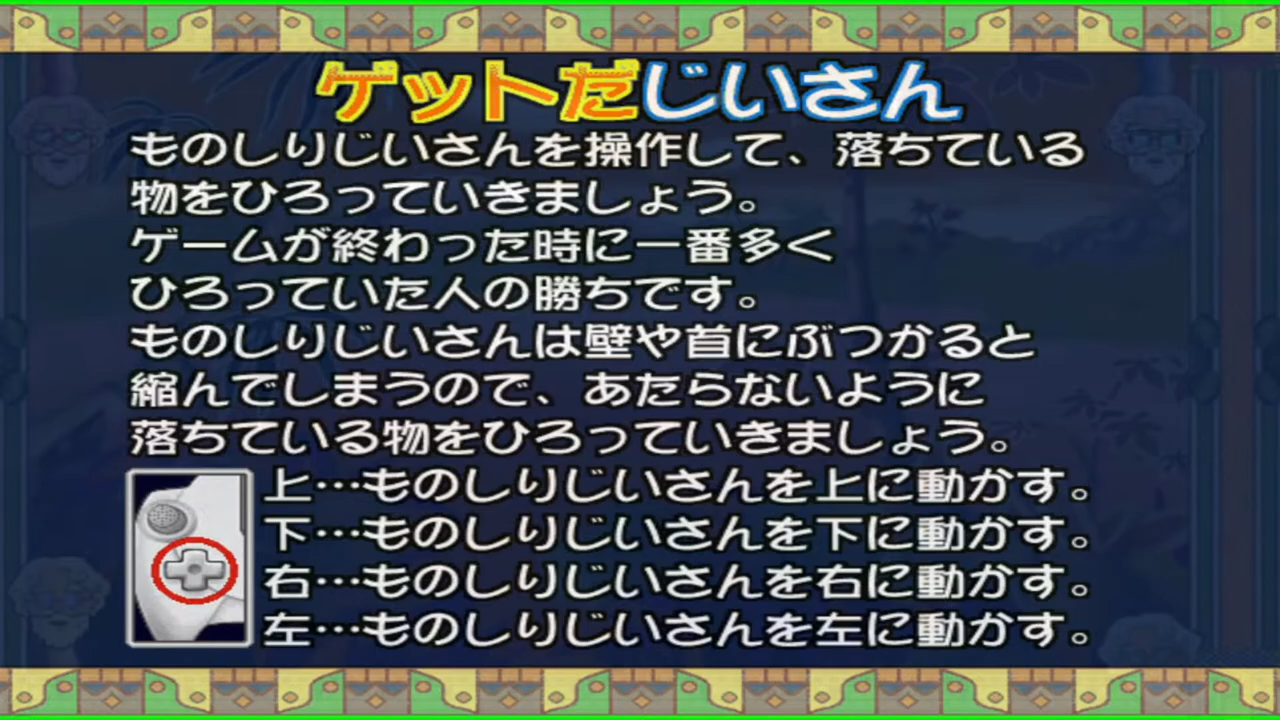 ゲットだじいさん
ものしりじいさんを操作して、落ちている
物をひろっていきましょう。
ゲームが終わった時に一番多く
ひろっていた人の勝ちです。
ものしりじいさんは壁や首にぶつかると
縮んでしまうので、あたらないように
落ちている物をひろっていきましょう。
上…ものしりじいさんを上に動かす。
下…ものしりじいさんを下に動かす。
右…ものしりじいさんを右に動かす。
左…ものしりじいさんを左に動かす。